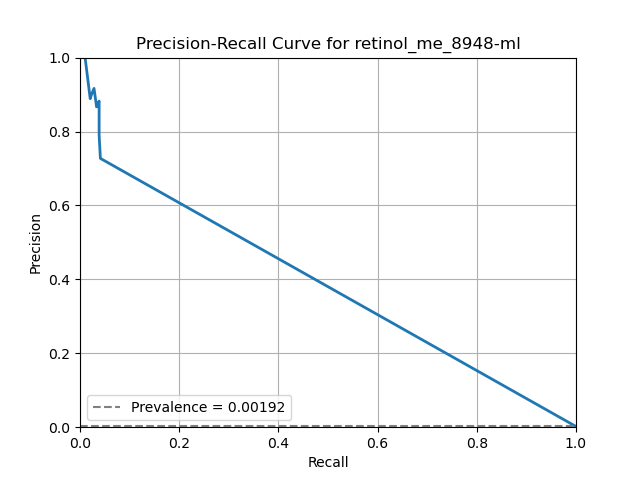 Precision-Recall Curve for retinol_me_8948-ml
1.0
0.8
0.6
0.4
0.2
0.0
Precision
Prevalence = 0.00192
0.0 0.2 0.4 0.6 0.8 1.0
Recall